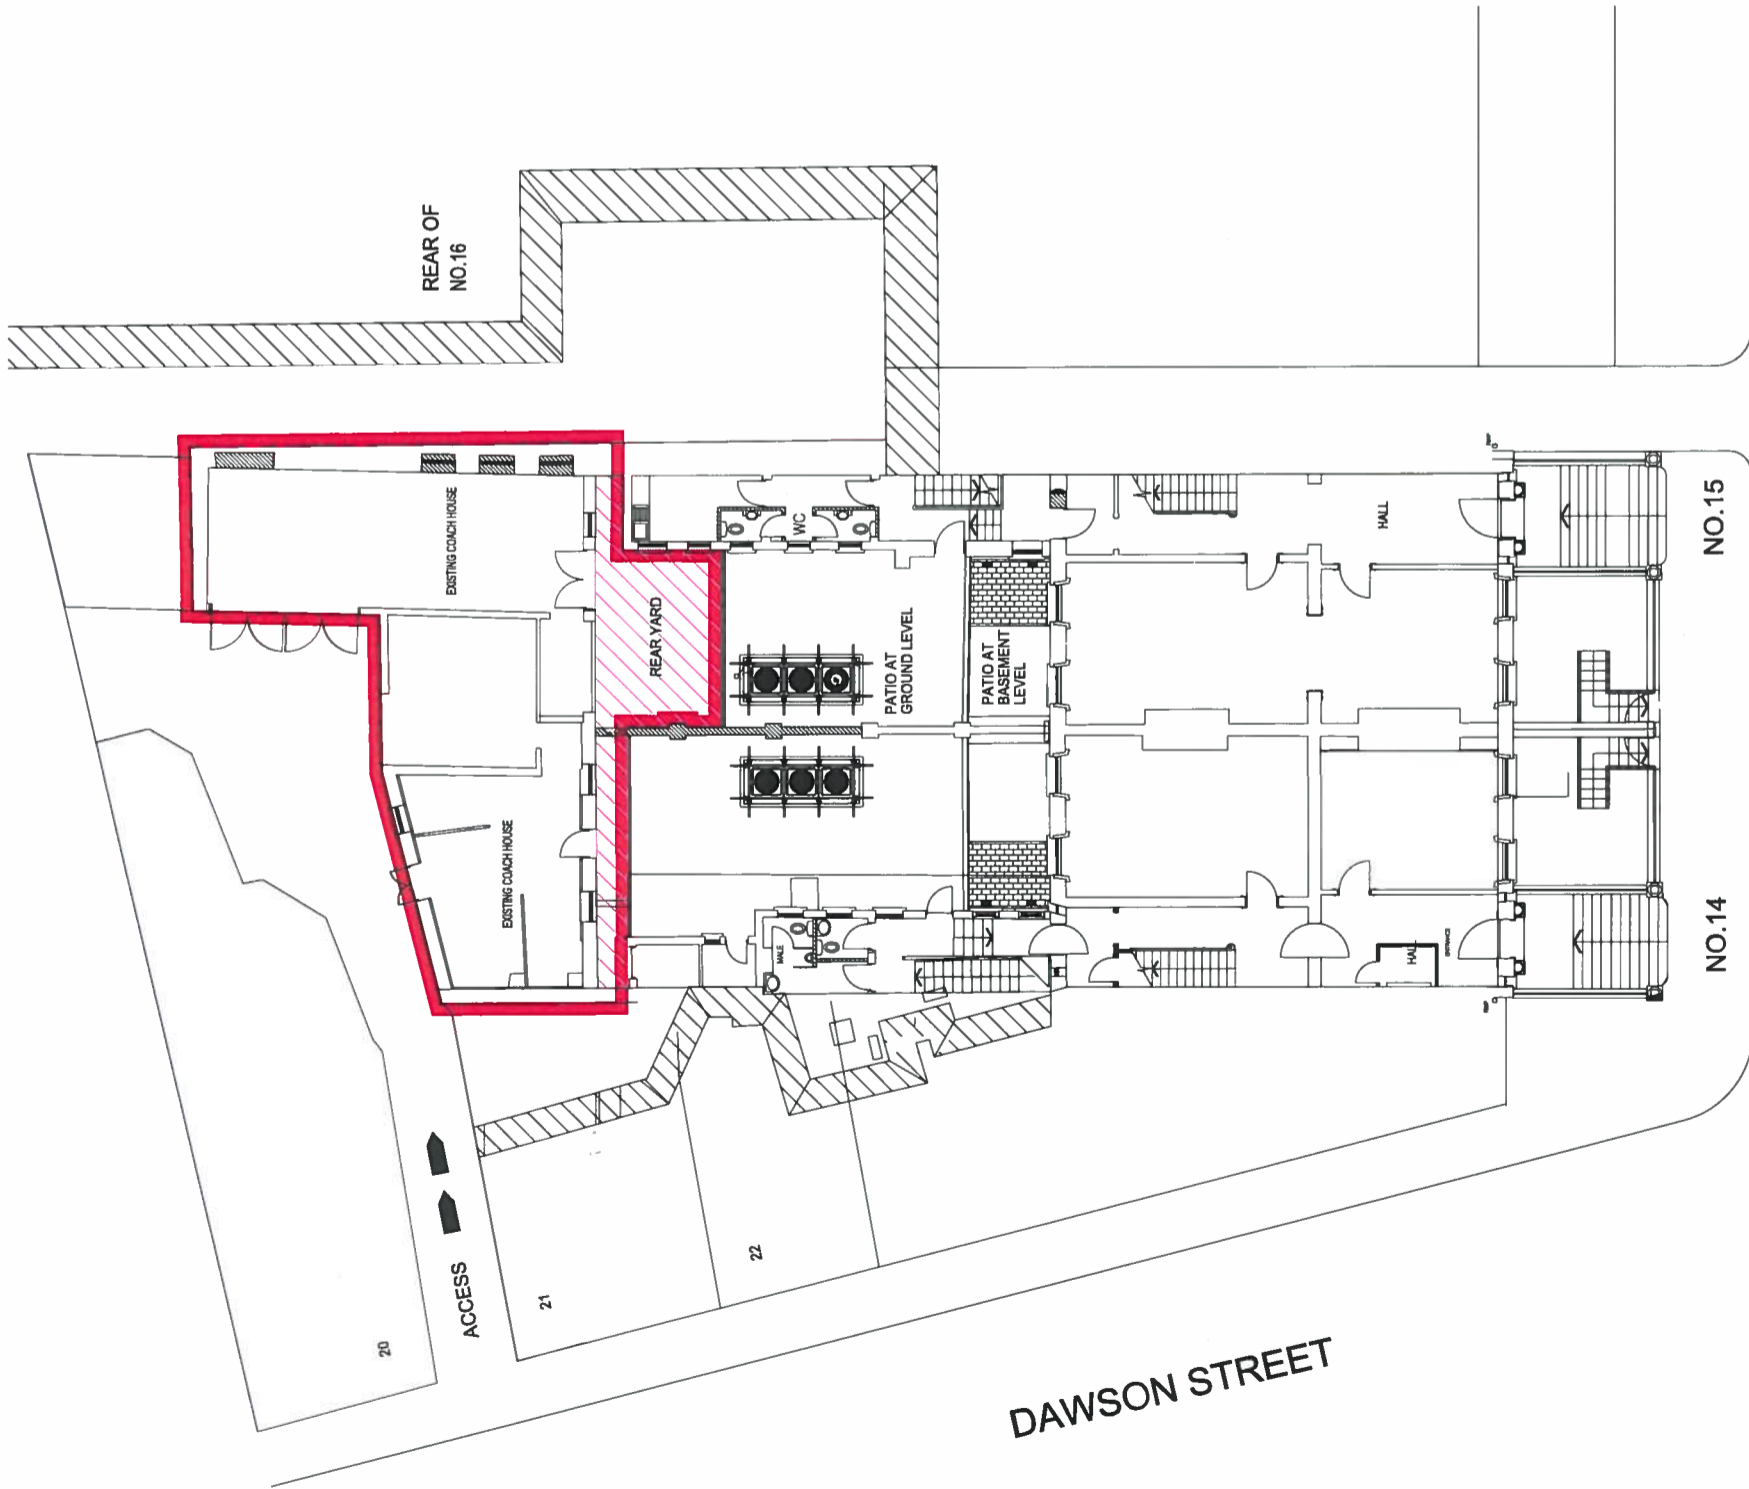 REAR OF
NO.16
EXISTING COACH HOUSE
REAR YARD
WC
PATIO AT
GROUND LEVEL
PATIO AT
BASEMENT
LEVEL
HALL
NO.15
EXISTING COACH HOUSE
MALE
HALL
ENTRANCE
NO.14
ACCESS
20
21
22
DAWSON STREET